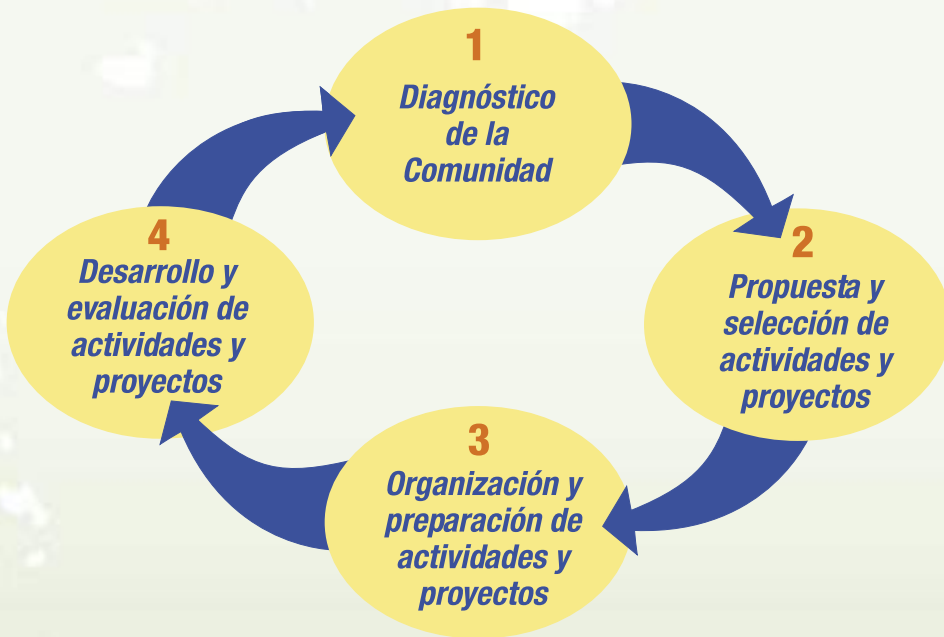 1
Diagnóstico
de la
Comunidad
2
Propuesta y
selección de
actividades y
proyectos
3
Organización y
preparación de
actividades y
proyectos
4
Desarrollo y
evaluación de
actividades y
proyectos